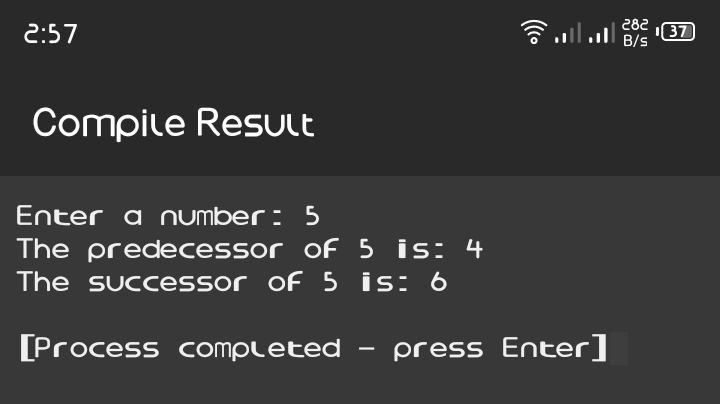 2:57
282
B/s
37
Compile Result
Enter a number: 5
The predecessor of 5 is: 4
The successor of 5 is: 6
[Process completed - press Enter]